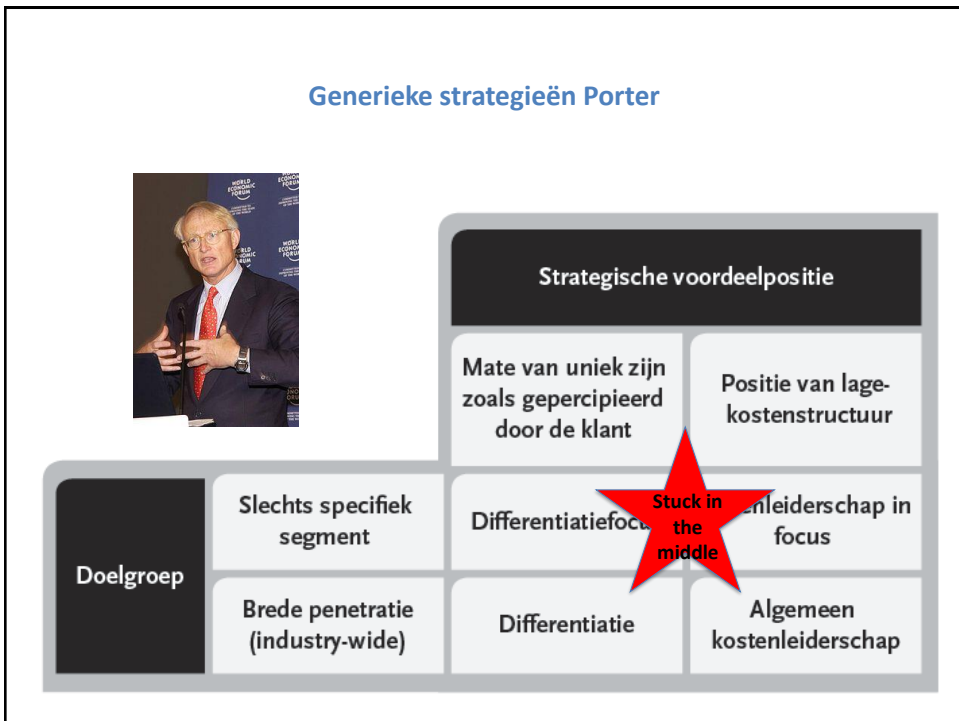 Generieke strategieën Porter
WORLD
ECONOMIC
FORUM
Strategische voordeelpositie
Mate van uniek zijn
zoals gepercipieerd
door de klant
Positie van lage-
kostenstructuur
Doelgroep
Slechts specifiek
segment
Differentiatiefocu
Stuck in
the
middle
enleiderschap in
focus
Brede penetratie
(industry-wide)
Differentiatie
Algemeen
kostenleiderschap